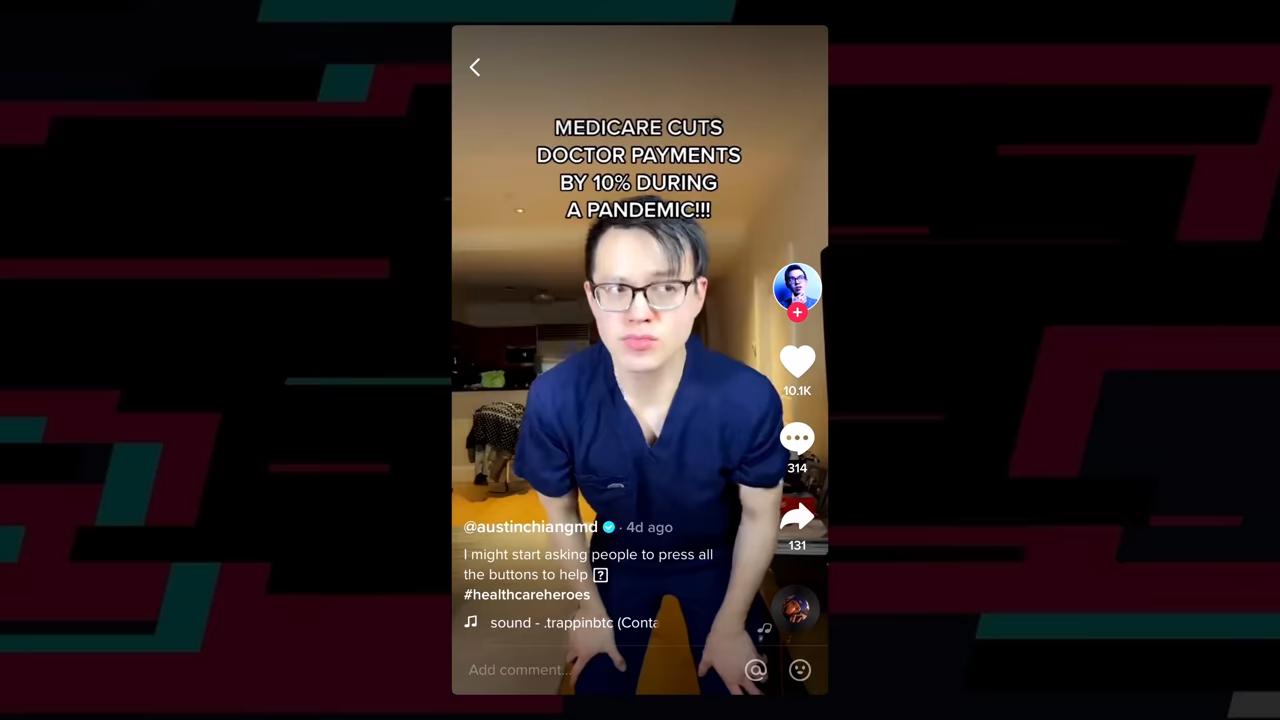 MEDICARE CUTS
DOCTOR PAYMENTS
BY 10% DURING
A PANDEMIC!!!
10.1K
314
131
@austinchiangmd · 4d ago
I might start asking people to press all
the buttons to help
#healthcareheroes
sound - .trappinbtc (Conta
Add comment...